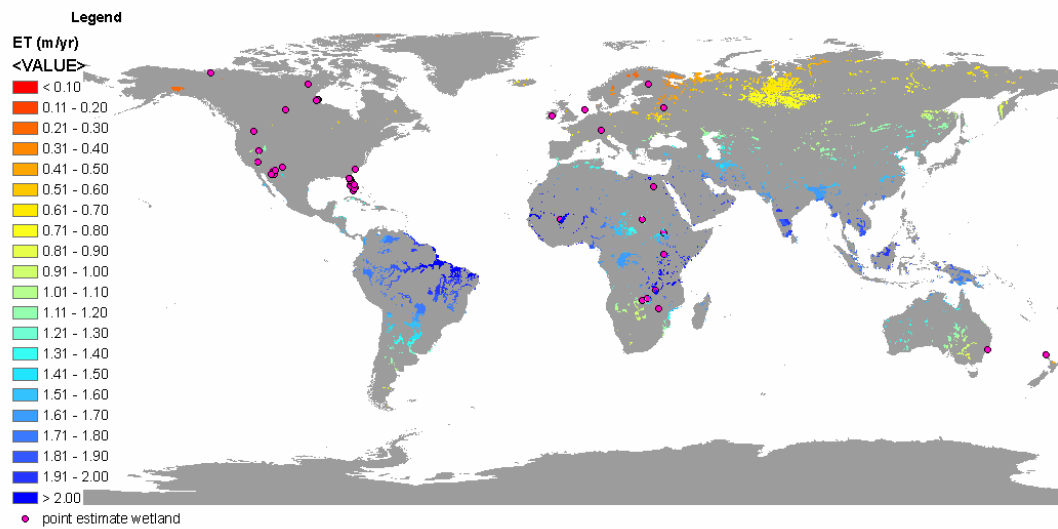 Legend
ET (m/yr)
<VALUE>
< 0.10
0.11 - 0.20
0.21 - 0.30
0.31 - 0.40
0.41 - 0.50
0.51 - 0.60
0.61 - 0.70
0.71 - 0.80
0.81 - 0.90
0.91 - 1.00
1.01 - 1.10
1.11 - 1.20
1.21 - 1.30
1.31 - 1.40
1.41 - 1.50
1.51 - 1.60
1.61 - 1.70
1.71 - 1.80
1.81 - 1.90
1.91 - 2.00
> 2.00
point estimate wetland